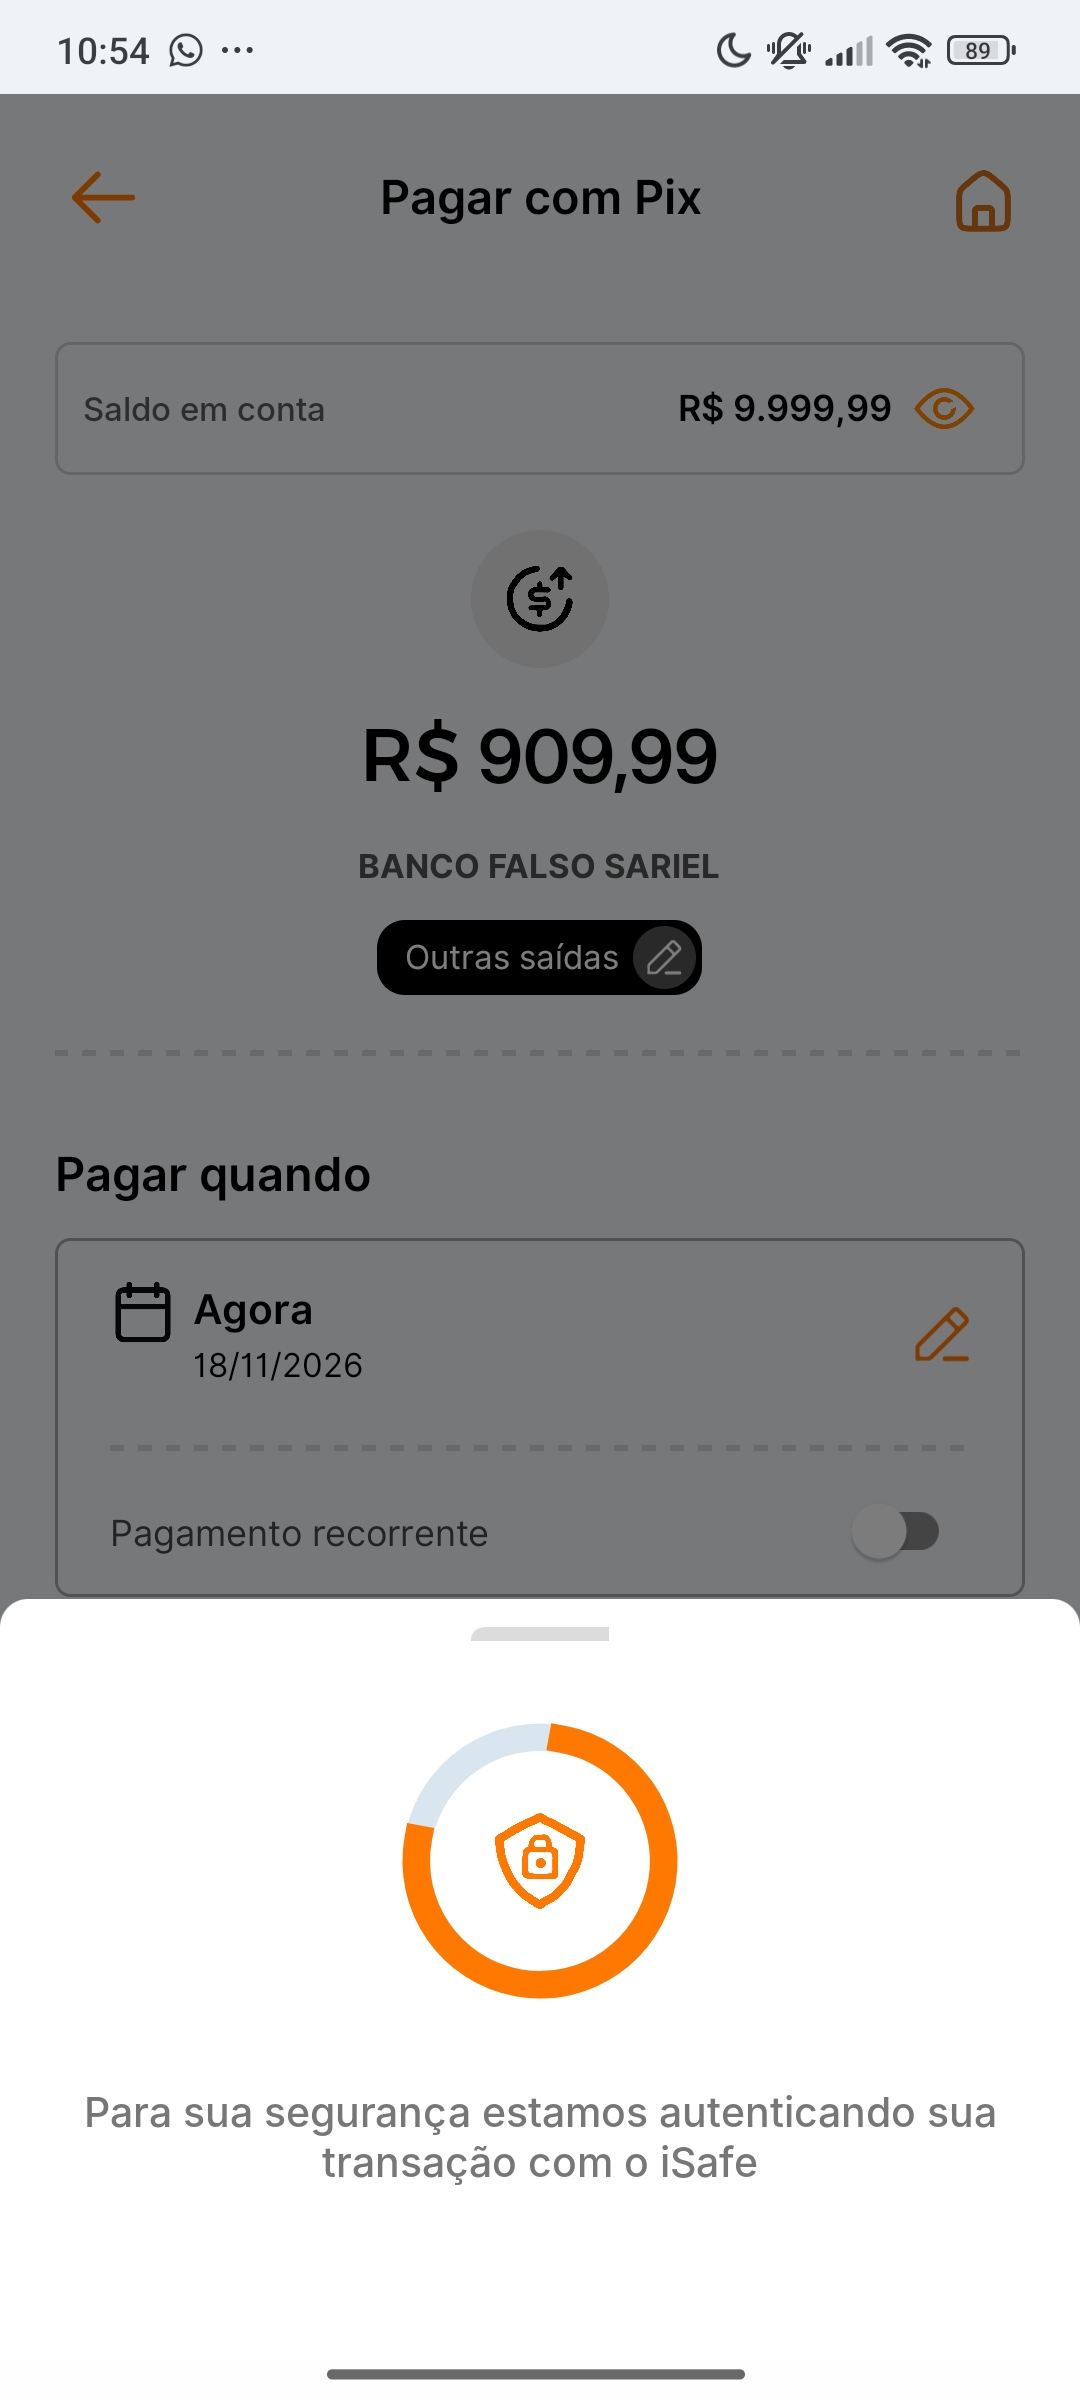 10:54
89
Pagar com Pix
Saldo em conta R$ 9.999,99
R$ 909,99
BANCO FALSO SARIEL
Outras saídas
Pagar quando
Agora
18/11/2026
Pagamento recorrente
Para sua segurança estamos autenticando sua
transação com o iSafe